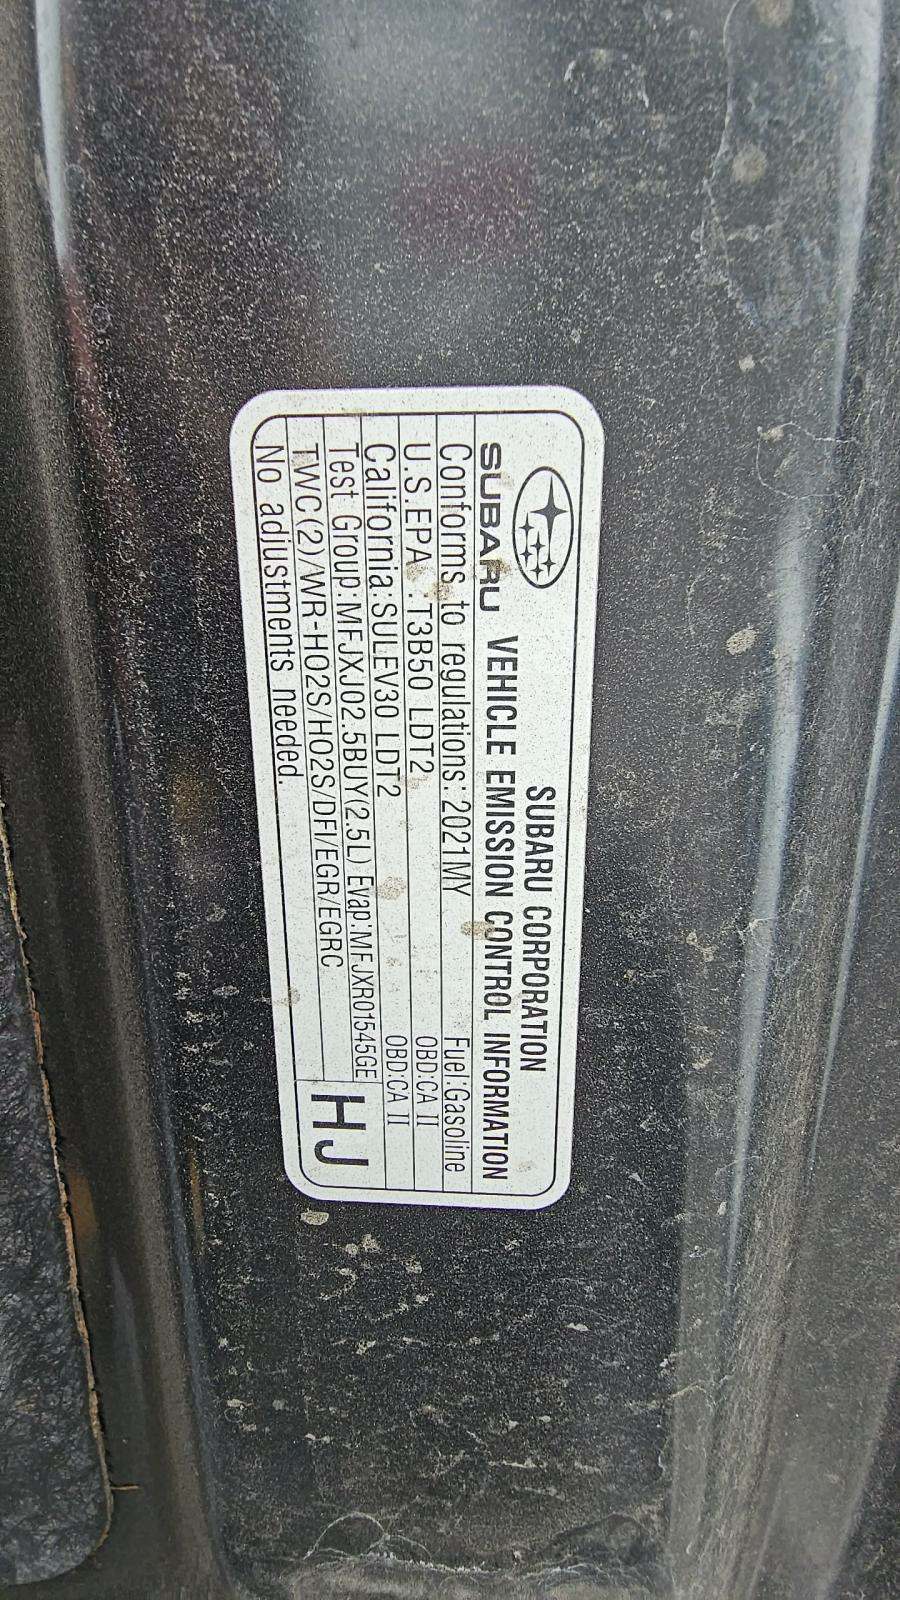 SUBARU CORPORATION
SUBARU VEHICLE EMISSION CONTROL INFORMATION
Conforms to regulations:2021MY Fuel:Gasoline
U.S.EPA :T3B50 LDT2 OBD:CA II
California:SULEV30 LDT2 OBD:CA II
Test Group:MFJXJ02.5BUY(2.5L) Evap:MFJXR01545GE
TWC(2)/WR-HO2S/HO2S/DFI/EGR/EGRC
No adjustments needed.
HJ